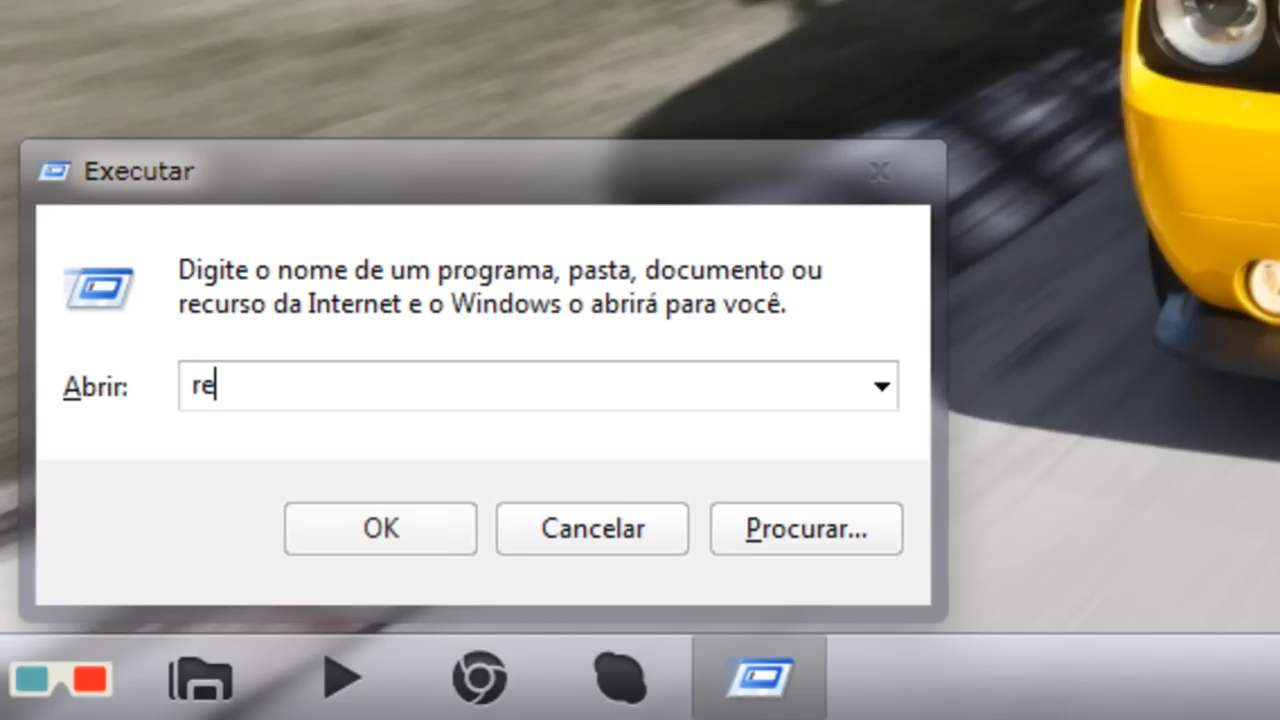 Executar
Digite o nome de um programa, pasta, documento ou
recurso da Internet e o Windows o abrirá para você.
Abrir: re
OK Cancelar Procurar...